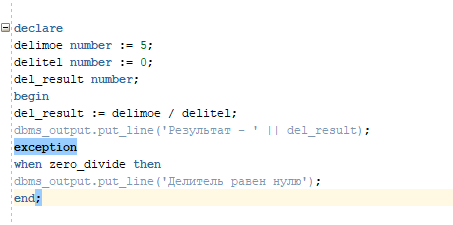 declare
delimoe number := 5;
delitel number := 0;
del_result number;
begin
del_result := delimoe / delitel;
dbms_output.put_line('Результат - ' || del_result);
exception
when zero_divide then
dbms_output.put_line('Делитель равен нулю');
end;